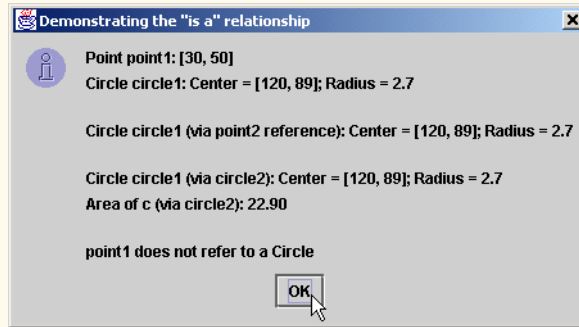 Demonstrating the "is a" relationship
Point point1: [30, 50]
Circle circle1: Center = [120, 89]; Radius = 2.7
Circle circle1 (via point2 reference): Center = [120, 89]; Radius = 2.7
Circle circle1 (via circle2): Center = [120, 89]; Radius = 2.7
Area of c (via circle2): 22.90
point1 does not refer to a Circle
OK